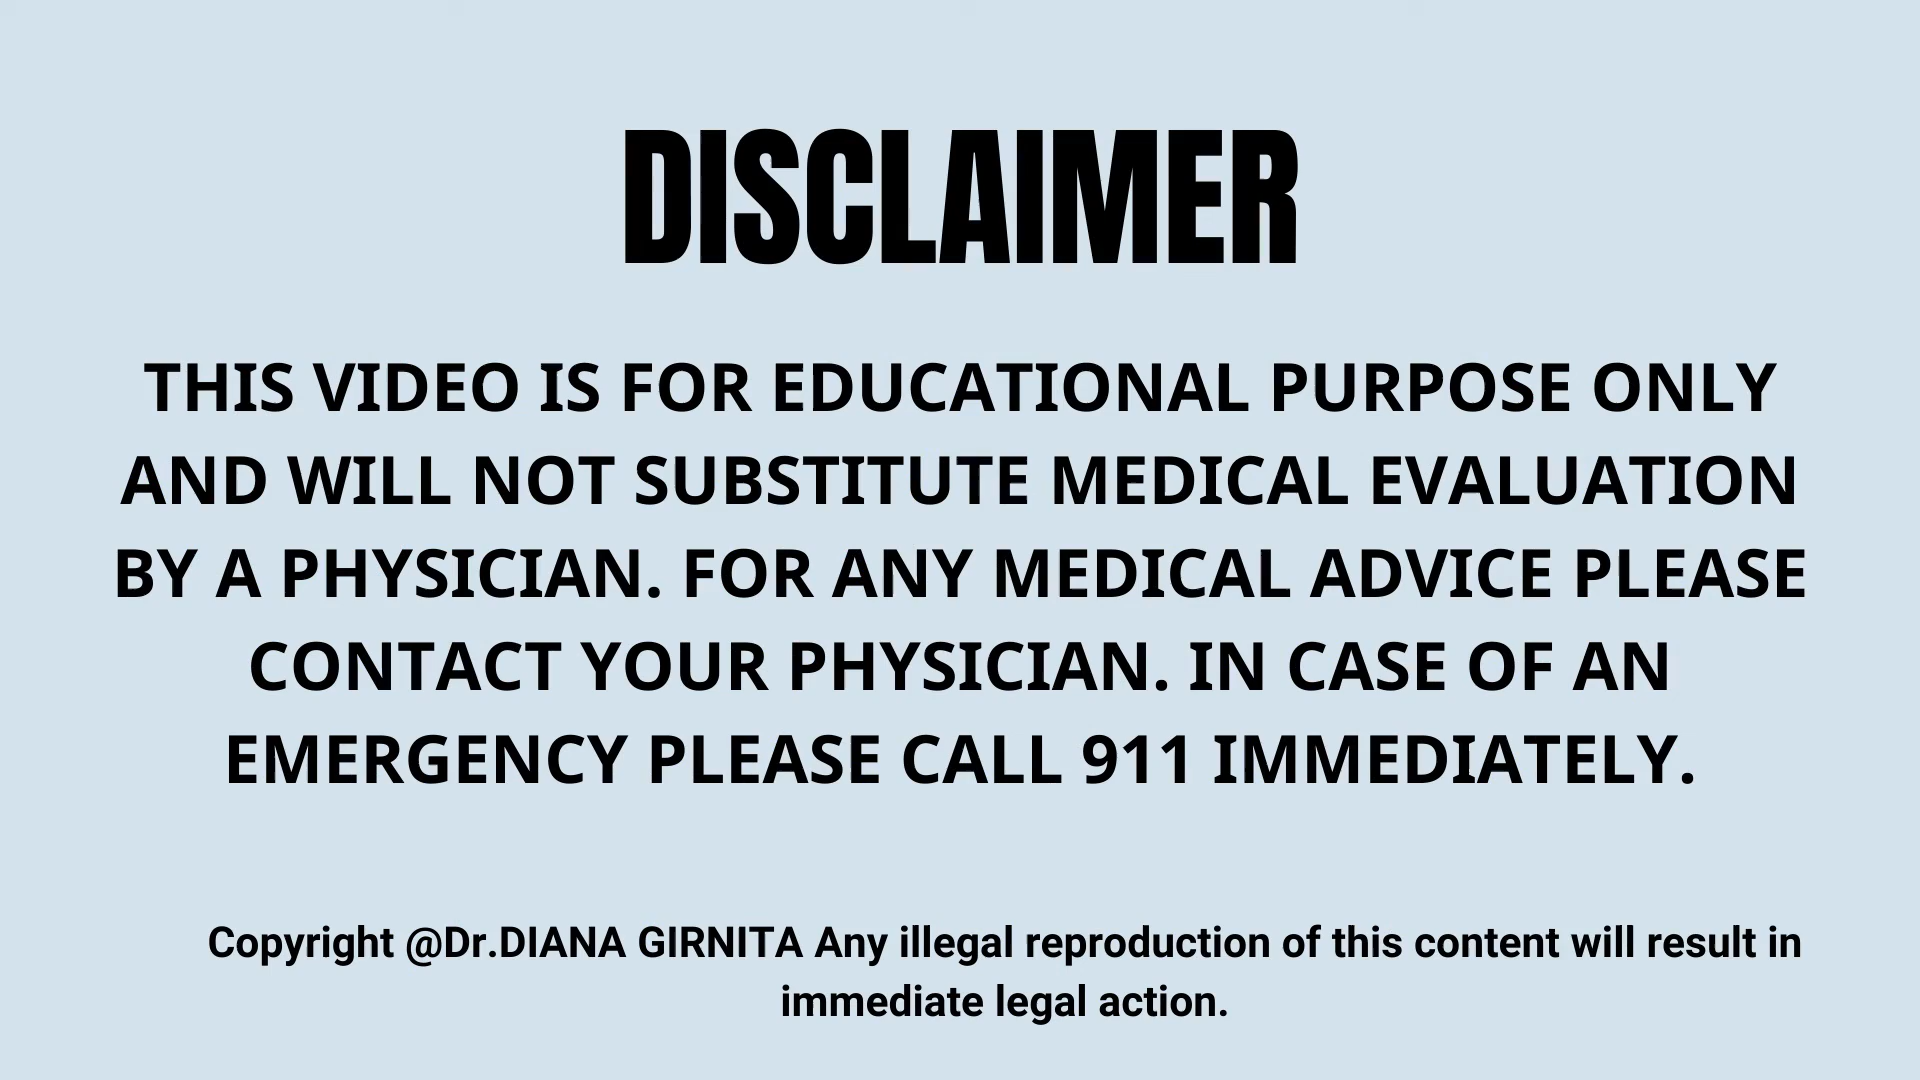 DISCLAIMER
THIS VIDEO IS FOR EDUCATIONAL PURPOSE ONLY
AND WILL NOT SUBSTITUTE MEDICAL EVALUATION
BY A PHYSICIAN. FOR ANY MEDICAL ADVICE PLEASE
CONTACT YOUR PHYSICIAN. IN CASE OF AN
EMERGENCY PLEASE CALL 911 IMMEDIATELY.
Copyright @Dr.DIANA GIRNITA Any illegal reproduction of this content will result in
immediate legal action.